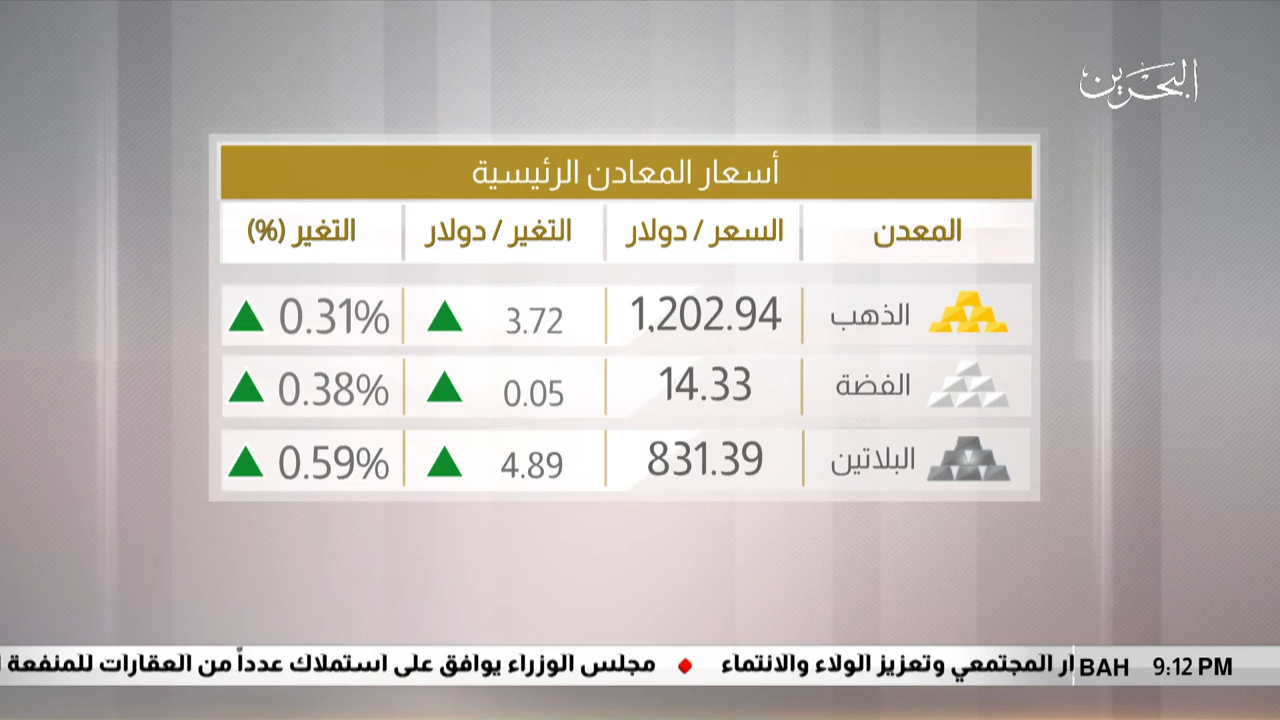 البحرين
أسعار المعادن الرئيسية
المعدن السعر / دولار التغير / دولار التغير (%)
الذهب 1,202.94 3.72 ▲ 0.31% ▲
الفضة 14.33 0.05 ▲ 0.38% ▲
البلاتين 831.39 4.89 ▲ 0.59% ▲
BAH 9:12 PM
المجتمعي وتعزيز الولاء والانتماء • مجلس الوزراء يوافق على استملاك عدداً من العقارات للمنفعة